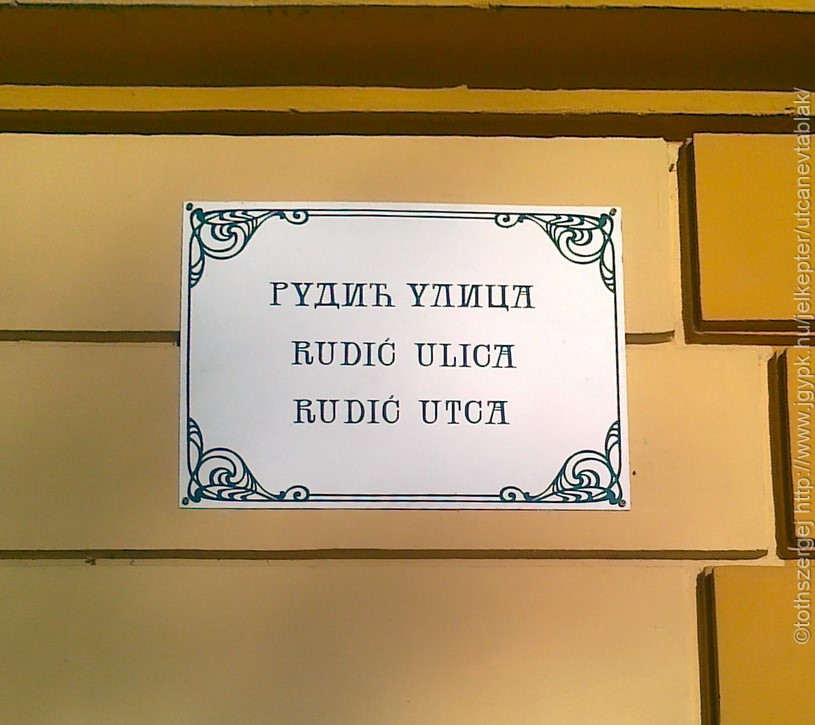 РУДИЋ УЛИЦА
RUDIĆ ULICA
RUDIĆ UTCA
©tothszergej http://www.jgypk.hu/jelkepter/utcanevtablak/